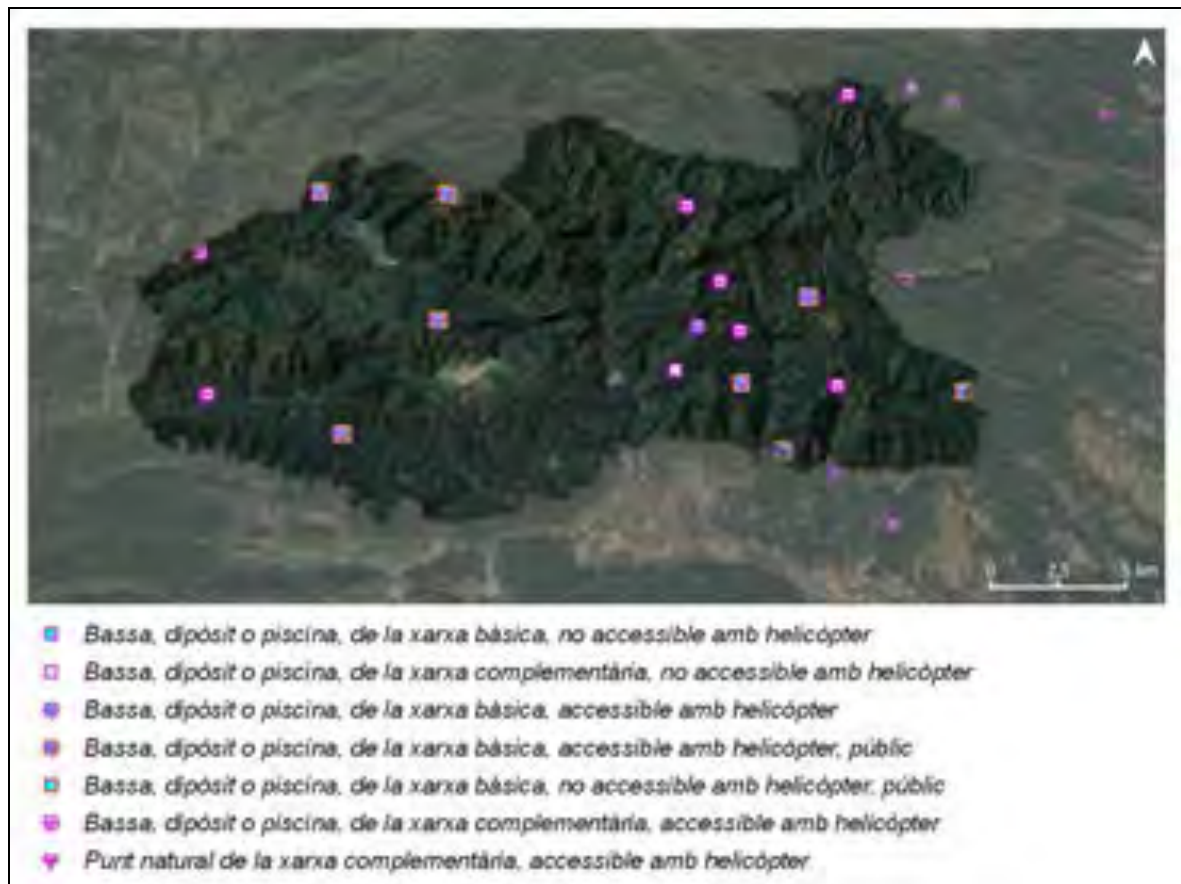 0 2,5 5 km
Bassa, dipòsit o piscina, de la xarxa bàsica, no accessible amb helicòpter
Bassa, dipòsit o piscina, de la xarxa complementària, no accessible amb helicòpter
Bassa, dipòsit o piscina, de la xarxa bàsica, accessible amb helicòpter
Bassa, dipòsit o piscina, de la xarxa bàsica, accessible amb helicòpter, públic
Bassa, dipòsit o piscina, de la xarxa bàsica, no accessible amb helicòpter, públic
Bassa, dipòsit o piscina, de la xarxa complementària, accessible amb helicòpter
Punt natural de la xarxa complementària, accessible amb helicòpter